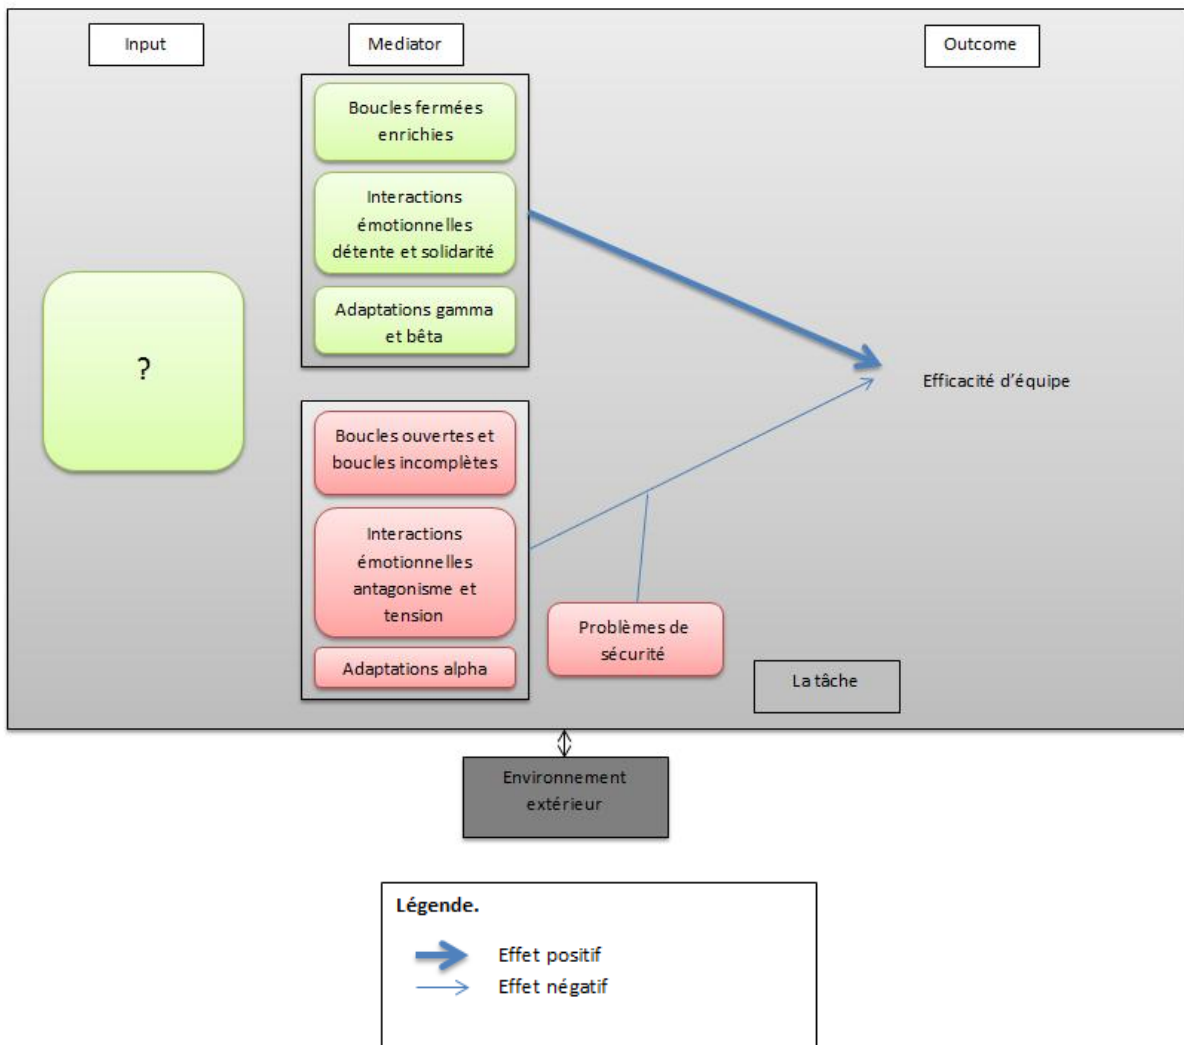 Input
Mediator
Outcome
Boucles fermées
enrichies
Interactions
émotionnelles
détente et solidarité
Adaptations gamma
et bêta
?
Efficacité d'équipe
Boucles ouvertes et
boucles incomplètes
Interactions
émotionnelles
antagonisme et
tension
Adaptations alpha
Problèmes de
sécurité
La tâche
Environnement
extérieur
Légende.
Effet positif
Effet négatif